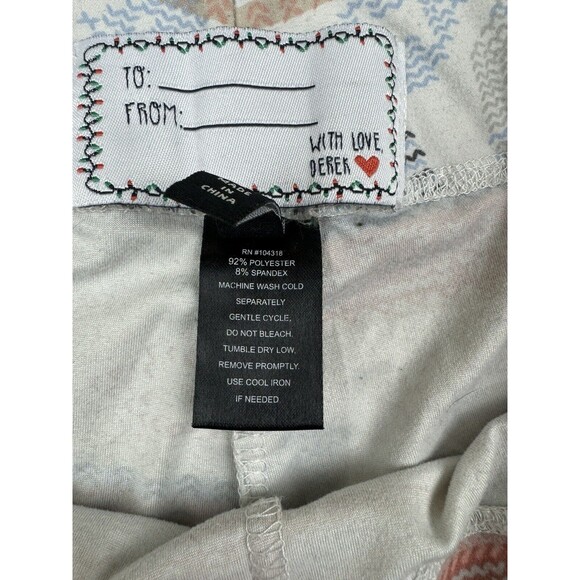 TO:
FROM:
WITH LOVE,
DEREK
MADE
IN
CHINA
RN #104318
92% POLYESTER
8% SPANDEX
MACHINE WASH COLD
SEPARATELY
GENTLE CYCLE,
DO NOT BLEACH.
TUMBLE DRY LOW,
REMOVE PROMPTLY.
USE COOL IRON
IF NEEDED